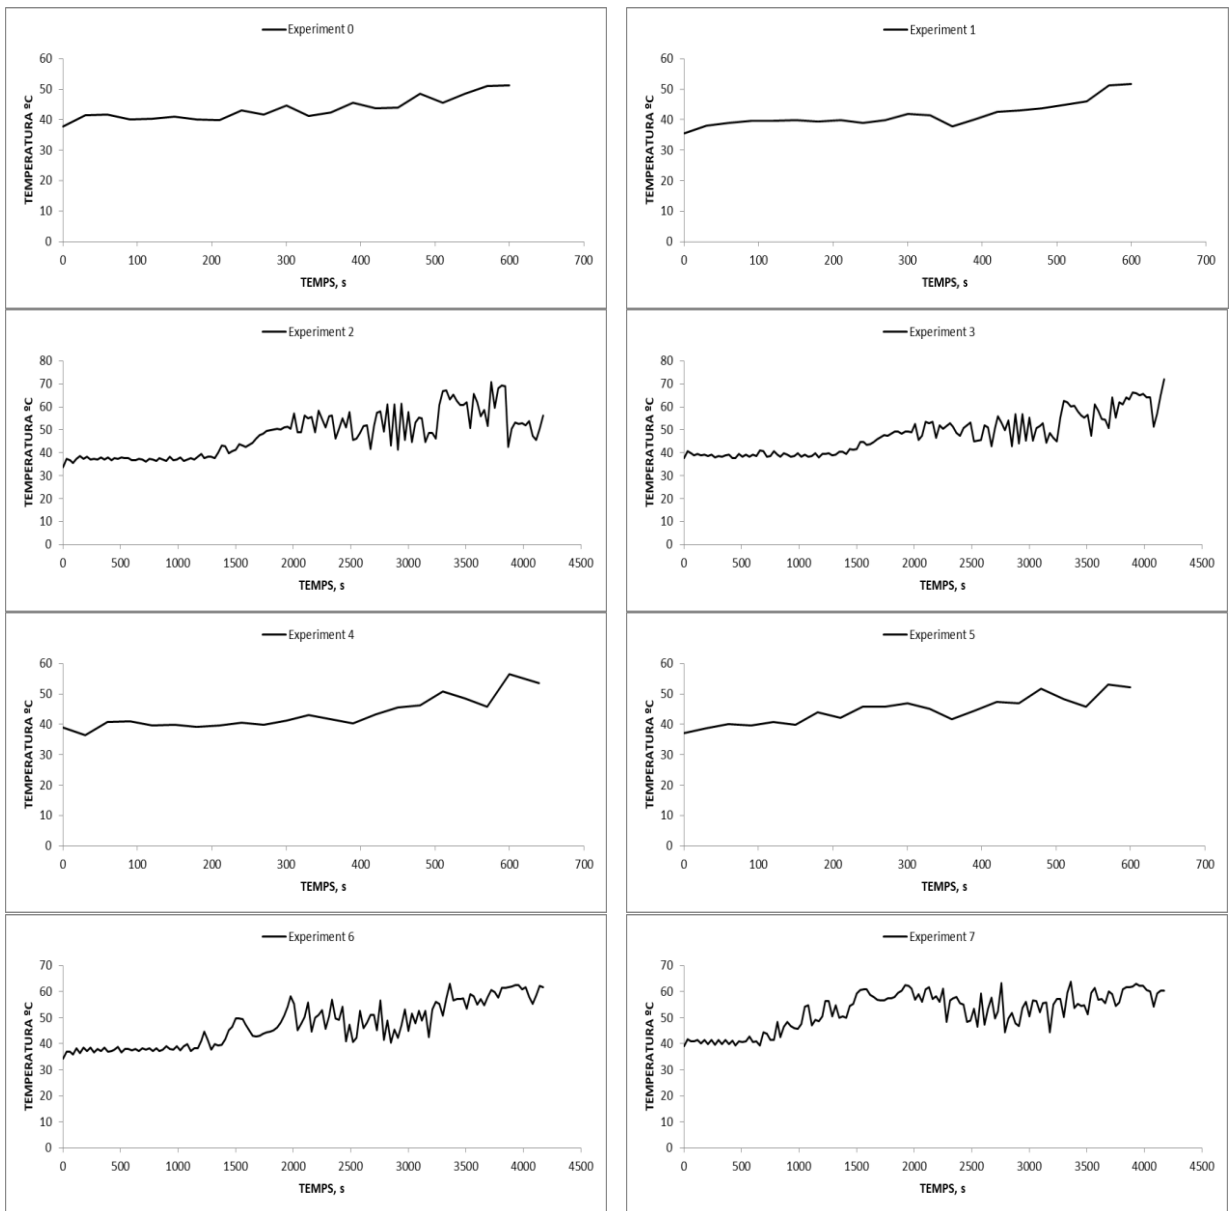 Experiment 0
TEMPERATURA ºC
60
50
40
30
20
10
0
0 100 200 300 400 500 600 700
TEMPS, s
Experiment 1
TEMPERATURA ºC
60
50
40
30
20
10
0
0 100 200 300 400 500 600 700
TEMPS, s
Experiment 2
TEMPERATURA ºC
80
70
60
50
40
30
20
10
0
0 500 1000 1500 2000 2500 3000 3500 4000 4500
TEMPS, s
Experiment 3
TEMPERATURA ºC
80
70
60
50
40
30
20
10
0
0 500 1000 1500 2000 2500 3000 3500 4000 4500
TEMPS, s
Experiment 4
TEMPERATURA ºC
60
50
40
30
20
10
0
0 100 200 300 400 500 600 700
TEMPS, s
Experiment 5
TEMPERATURA ºC
60
50
40
30
20
10
0
0 100 200 300 400 500 600 700
TEMPS, s
Experiment 6
TEMPERATURA ºC
70
60
50
40
30
20
10
0
0 500 1000 1500 2000 2500 3000 3500 4000 4500
TEMPS, s
Experiment 7
TEMPERATURA ºC
70
60
50
40
30
20
10
0
0 500 1000 1500 2000 2500 3000 3500 4000 4500
TEMPS, s